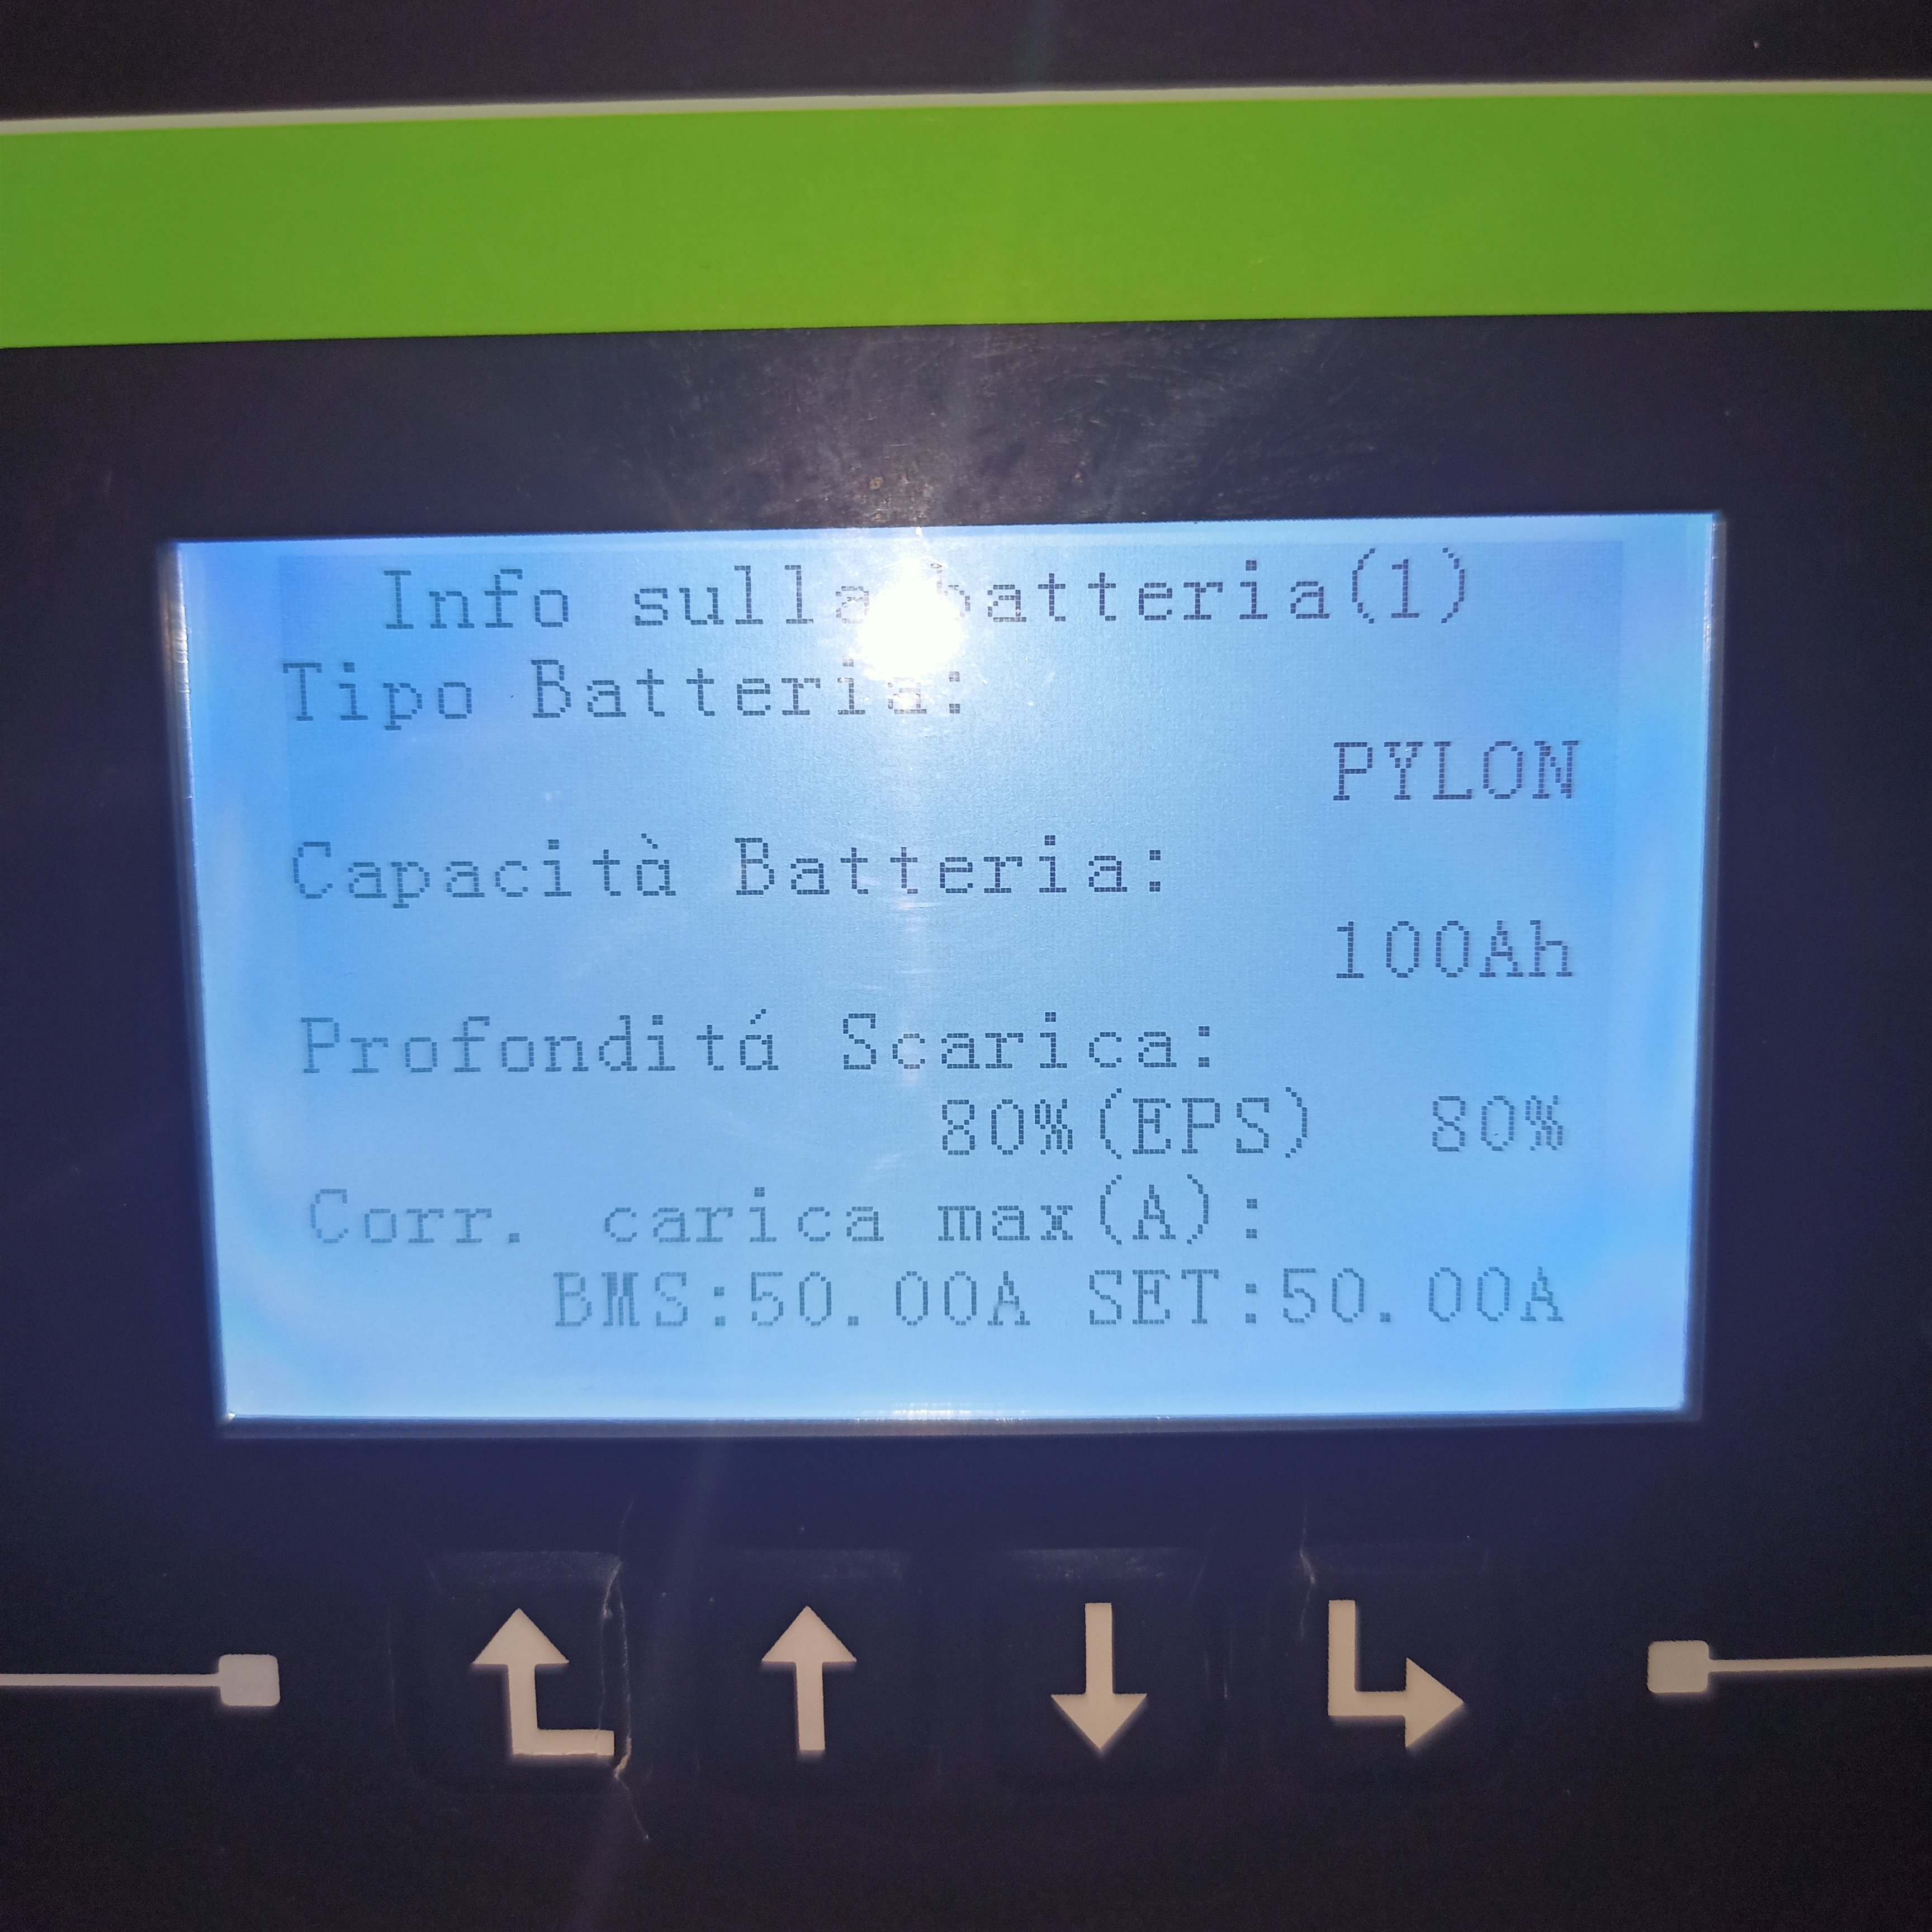 Info sulla batteria(1)
Tipo Batteria:
PYLON
Capacità Batteria:
100Ah
Profonditá Scarica:
80%(EPS) 80%
Corr. carica max(A):
BMS:50.00A SET:50.00A